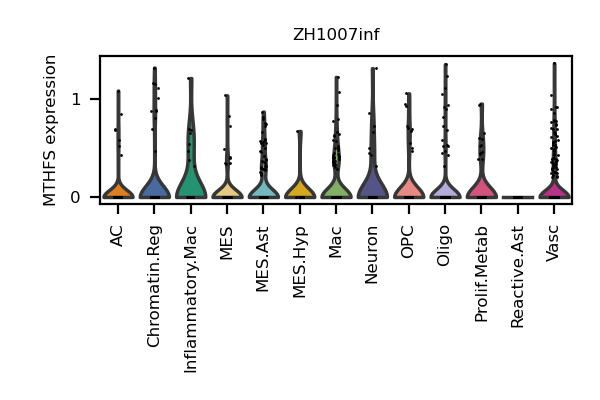 ZH1007inf
MTHFS expression
1
0
AC
Chromatin.Reg
Inflammatory.Mac
MES
MES.Ast
MES.Hyp
Mac
Neuron
OPC
Oligo
Prolif.Metab
Reactive.Ast
Vasc